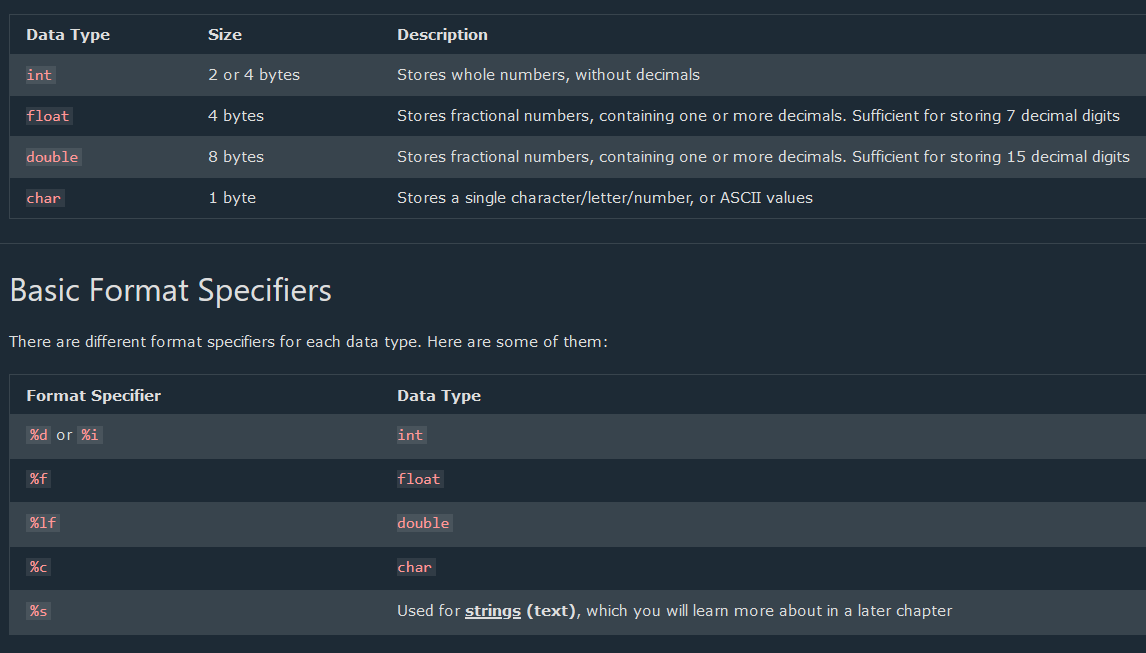 Data Type Size Description
int 2 or 4 bytes Stores whole numbers, without decimals
float 4 bytes Stores fractional numbers, containing one or more decimals. Sufficient for storing 7 decimal digits
double 8 bytes Stores fractional numbers, containing one or more decimals. Sufficient for storing 15 decimal digits
char 1 byte Stores a single character/letter/number, or ASCII values
Basic Format Specifiers
There are different format specifiers for each data type. Here are some of them:
Format Specifier Data Type
%d or %i int
%f float
%lf double
%c char
%s Used for strings (text), which you will learn more about in a later chapter